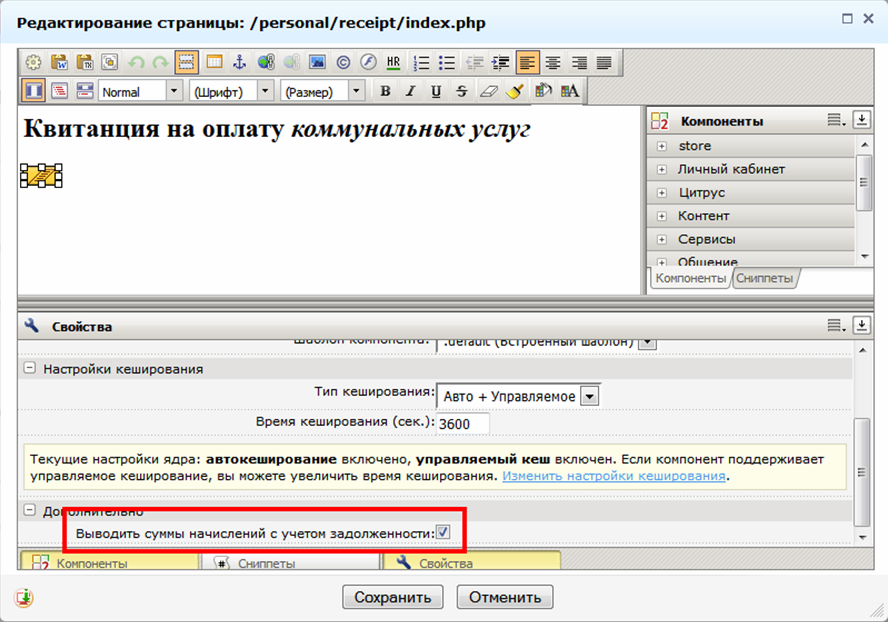 Редактирование страницы: /personal/receipt/index.php
HR
Normal (Шрифт) (Размер) B I U S A
Квитанция на оплату коммунальных услуг
Компоненты
store
Личный кабинет
Цитрус
Контент
Сервисы
Общение
Компоненты Сниппеты
Свойства
Шаблон компонента: .default (Встроенный шаблон)
Настройки кеширования
Тип кеширования: Авто + Управляемое
Время кеширования (сек.): 3600
Текущие настройки ядра: автокеширование включено, управляемый кеш включен. Если компонент поддерживает
управляемое кеширование, вы можете увеличить время кеширования. Изменить настройки кеширования.
Дополнительно
Выводить суммы начислений с учетом задолженности:
Компоненты Сниппеты Свойства
Сохранить Отменить